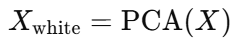 X_white = PCA(X)